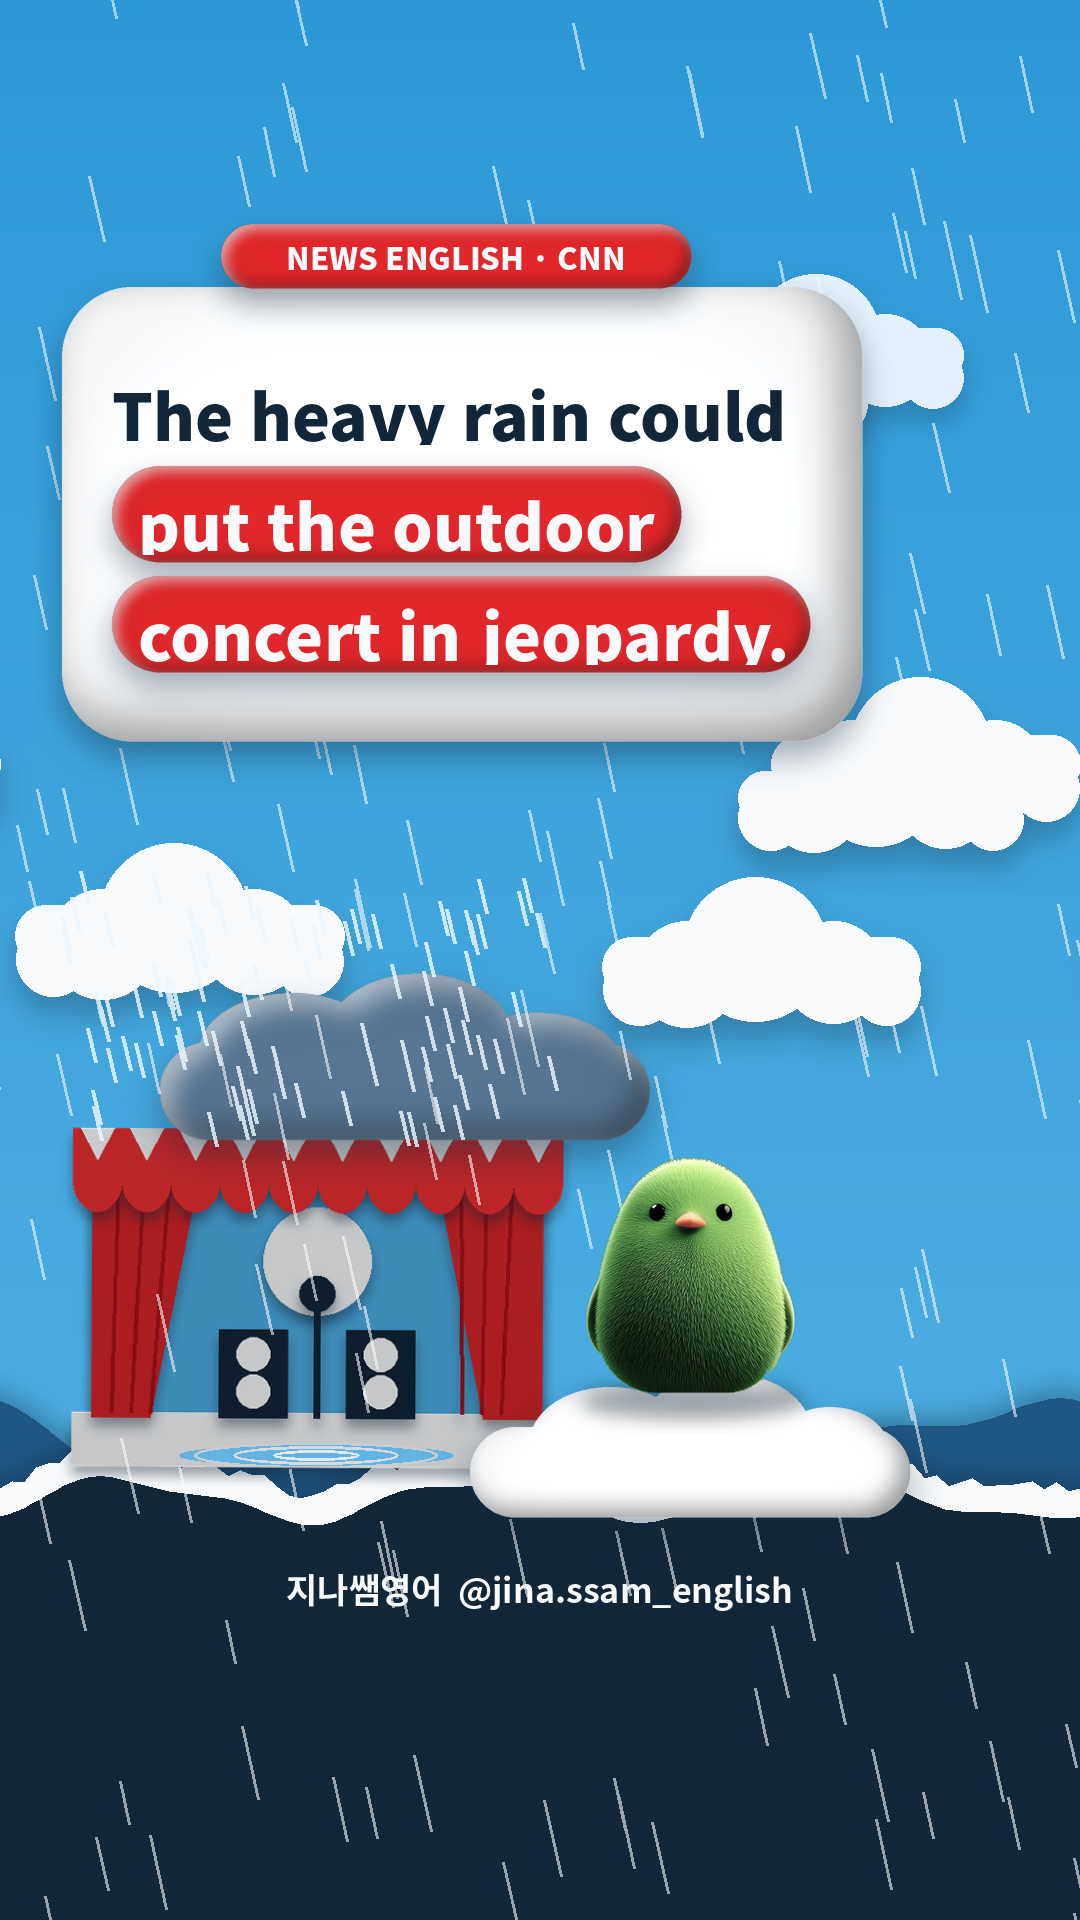 NEWS ENGLISH · CNN
The heavy rain could
put the outdoor
concert in jeopardy.
지나쌤영어 @jina.ssam_english